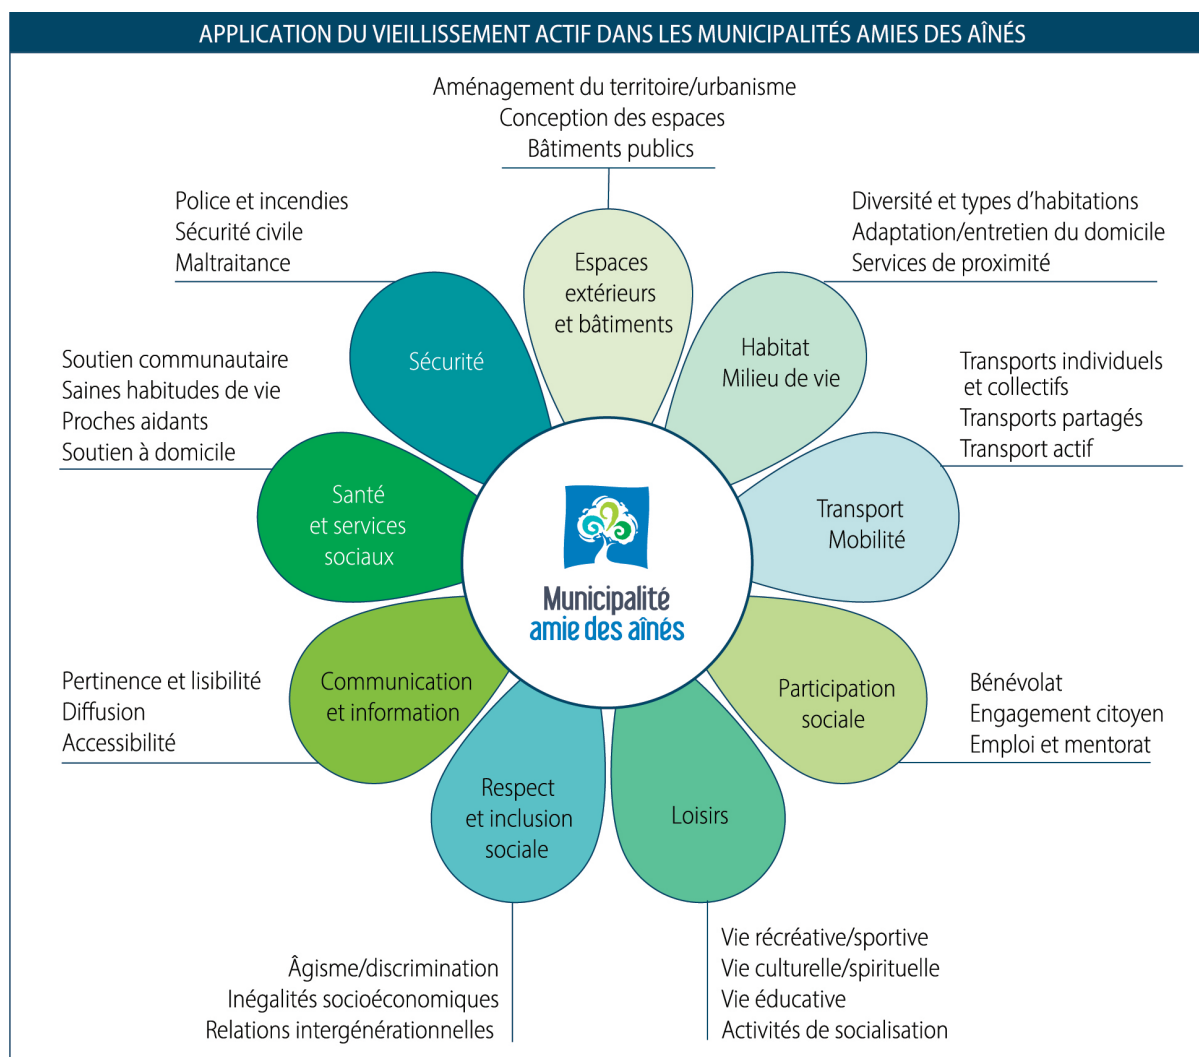 APPLICATION DU VIEILLISSEMENT ACTIF DANS LES MUNICIPALITÉS AMIES DES AÎNÉS
Aménagement du territoire/urbanisme
Conception des espaces
Bâtiments publics
Espaces
extérieurs
et bâtiments
Diversité et types d’habitations
Adaptation/entretien du domicile
Services de proximité
Habitat
Milieu de vie
Transports individuels
et collectifs
Transports partagés
Transport actif
Transport
Mobilité
Bénévolat
Engagement citoyen
Emploi et mentorat
Participation
sociale
Loisirs
Vie récréative/sportive
Vie culturelle/spirituelle
Vie éducative
Activités de socialisation
Respect
et inclusion
sociale
Âgisme/discrimination
Inégalités socioéconomiques
Relations intergénérationnelles
Communication
et information
Pertinence et lisibilité
Diffusion
Accessibilité
Santé
et services
sociaux
Soutien communautaire
Saines habitudes de vie
Proches aidants
Soutien à domicile
Sécurité
Police et incendies
Sécurité civile
Maltraitance
Municipalité
amie des aînés